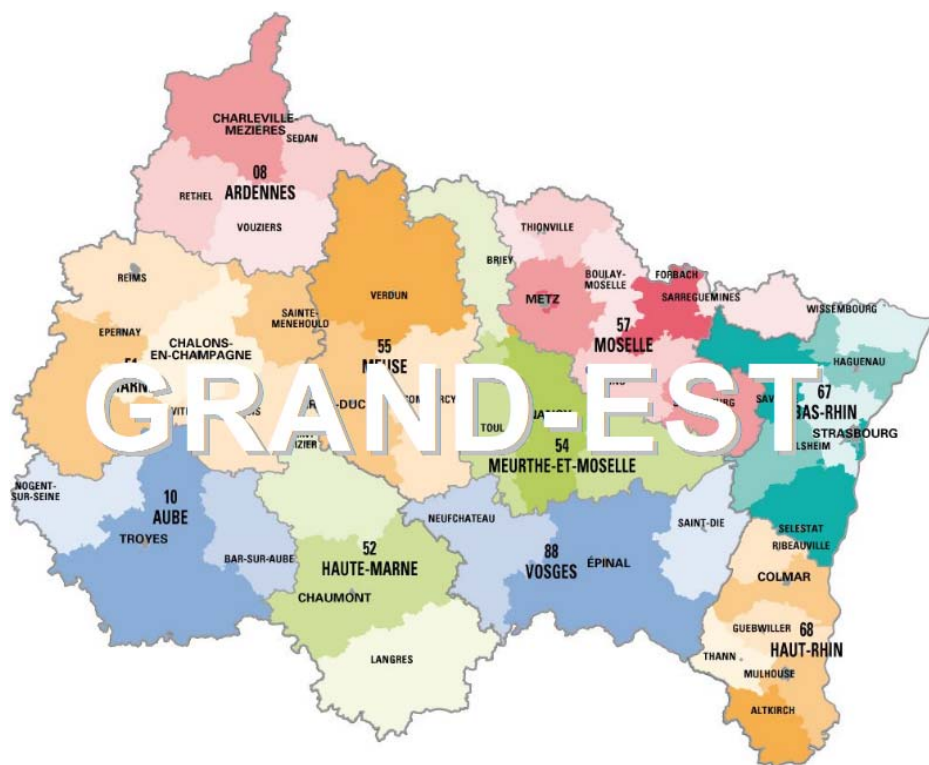 CHARLEVILLE-
MEZIÈRES
SEDAN
08
ARDENNES
RETHEL
VOUZIERS
THIONVILLE
BRIEY
BOULAY-
MOSELLE
FORBACH
SARREGUEMINES
METZ
57
MOSELLE
WISSEMBOURG
HAGUENAU
REIMS
EPERNAY
CHALONS-
EN-CHAMPAGNE
SAINTE-
MENEHOULD
VERDUN
55
MEUSE
GRAND-EST
TOUL
54
MEURTHE-ET-MOSELLE
67
BAS-RHIN
STRASBOURG
NOGENT-
SUR-SEINE
10
AUBE
TROYES
BAR-SUR-AUBE
52
HAUTE-MARNE
CHAUMONT
LANGRES
NEUFCHATEAU
88
VOSGES
ÉPINAL
SAINT-DIE
SELESTAT
RIBEAUVILLE
COLMAR
GUEBWILLER
68
HAUT-RHIN
THANN
MULHOUSE
ALTKIRCH